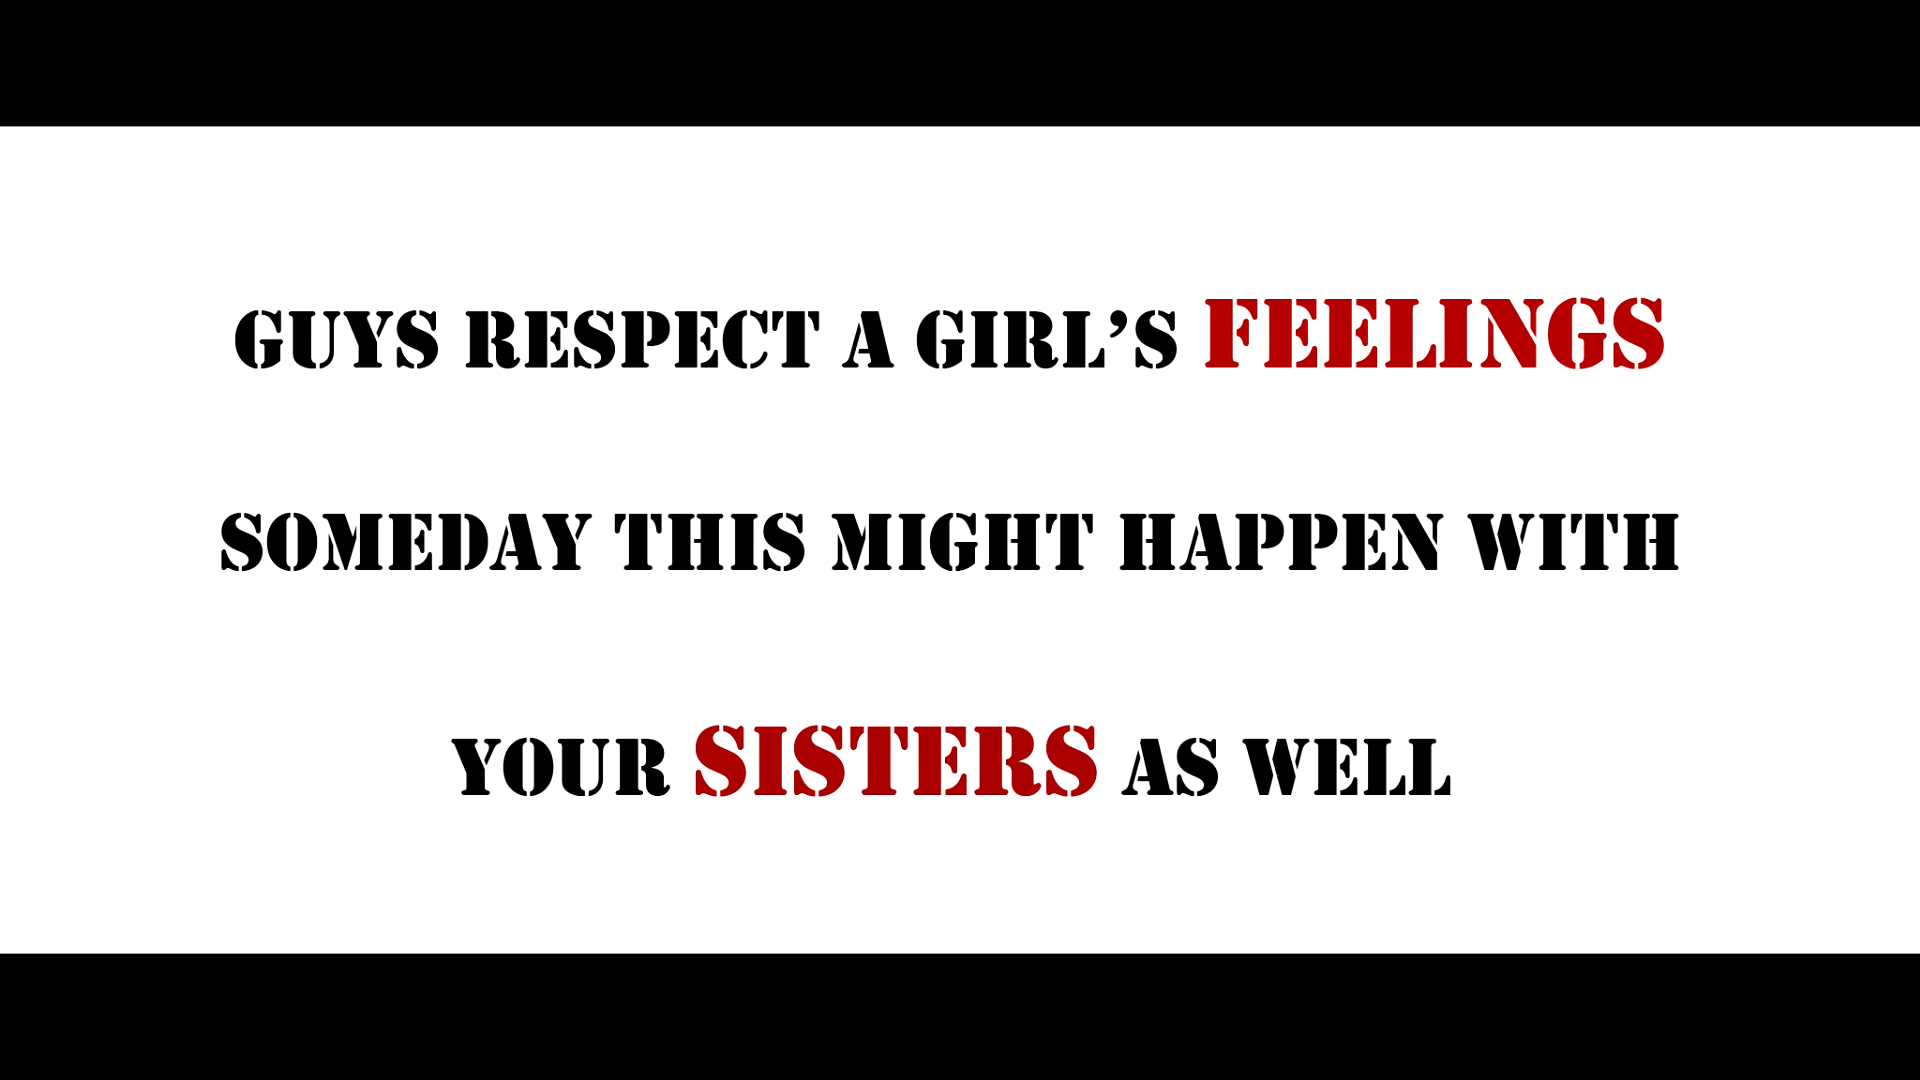 GUYS RESPECT A GIRL’S FEELINGS
SOMEDAY THIS MIGHT HAPPEN WITH
YOUR SISTERS AS WELL